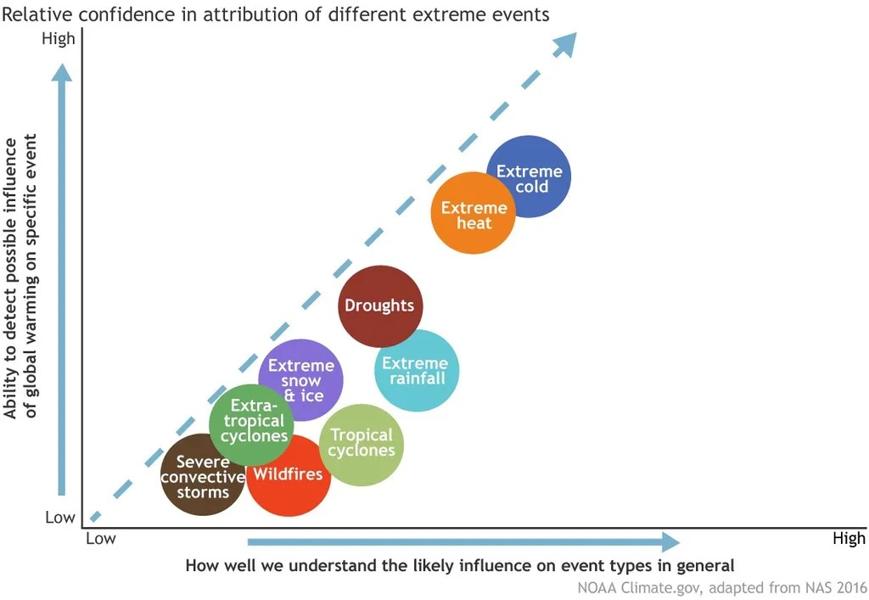 Relative confidence in attribution of different extreme events
High
Ability to detect possible influence
of global warming on specific event
Extreme
cold
Extreme
heat
Droughts
Extreme
rainfall
Extreme
snow
& ice
Extra-
tropical
cyclones
Tropical
cyclones
Severe
convective
storms
Wildfires
Low
Low
High
How well we understand the likely influence on event types in general
NOAA Climate.gov, adapted from NAS 2016